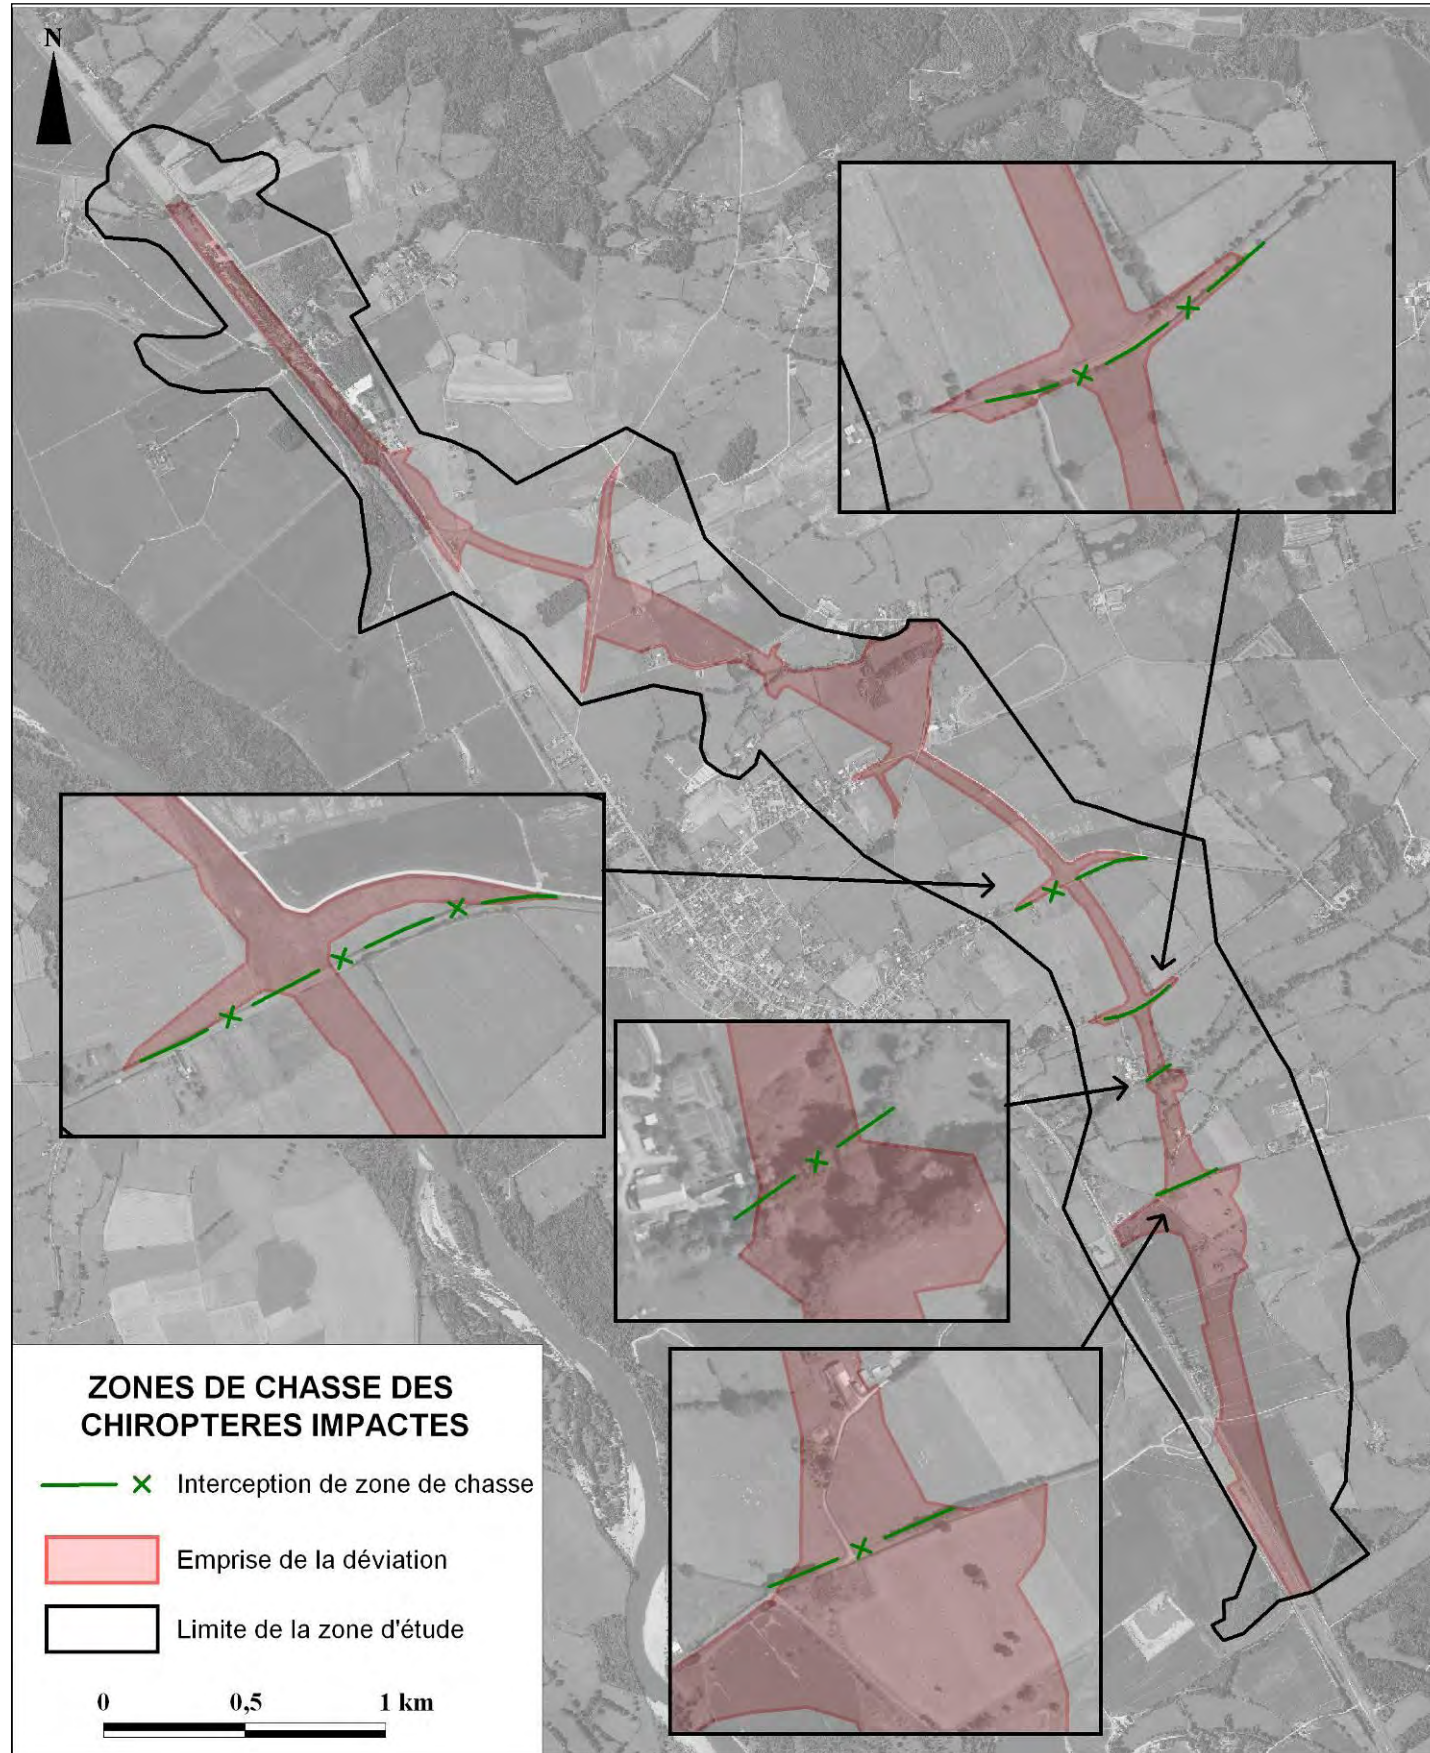 N
ZONES DE CHASSE DES
CHIROPTERES IMPACTES
Interception de zone de chasse
Emprise de la déviation
Limite de la zone d'étude
0 0,5 1 km